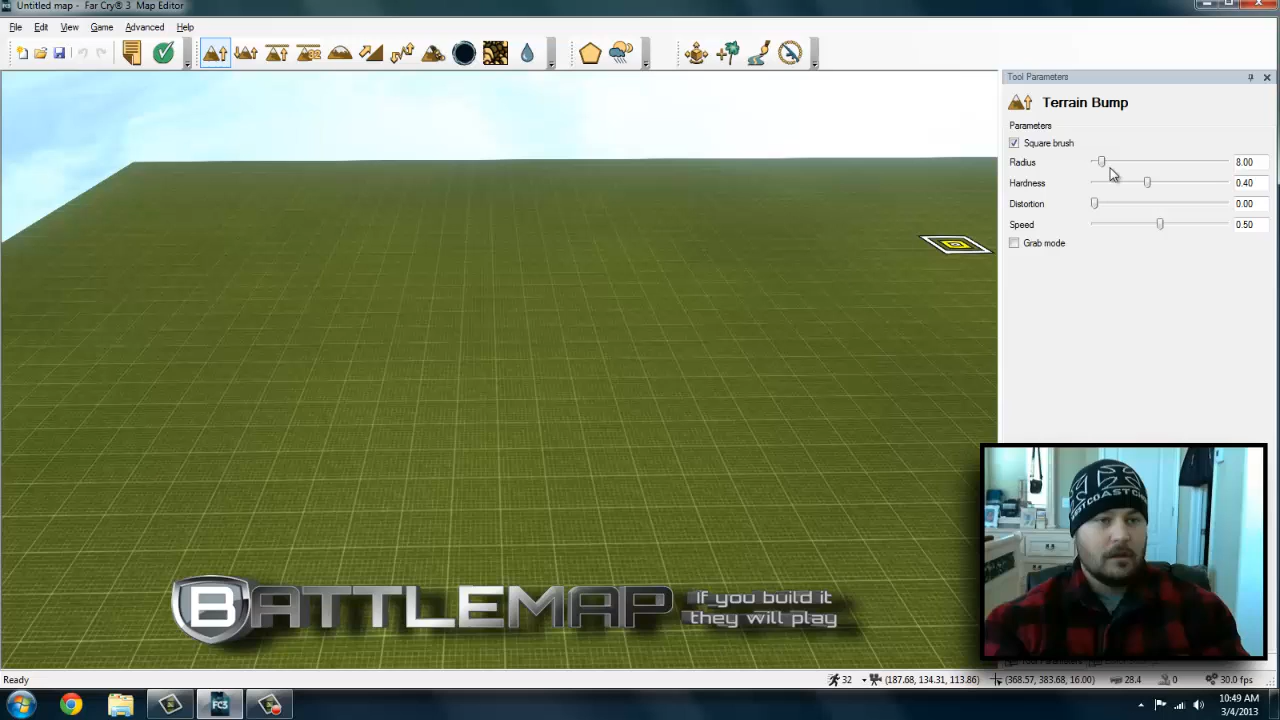 Untitled map - Far Cry® 3 Map Editor
File Edit View Game Advanced Help
Tool Parameters
Terrain Bump
Parameters
Square brush
Radius 8.00
Hardness 0.40
Distortion 0.00
Speed 0.50
Grab mode
BATTLEMAP
If you build it
they will play
Ready
32
(187.68, 134.31, 113.86)
(368.57, 383.68, 16.00)
28.4
0
30.0 fps
FC3
10:49 AM
3/4/2013